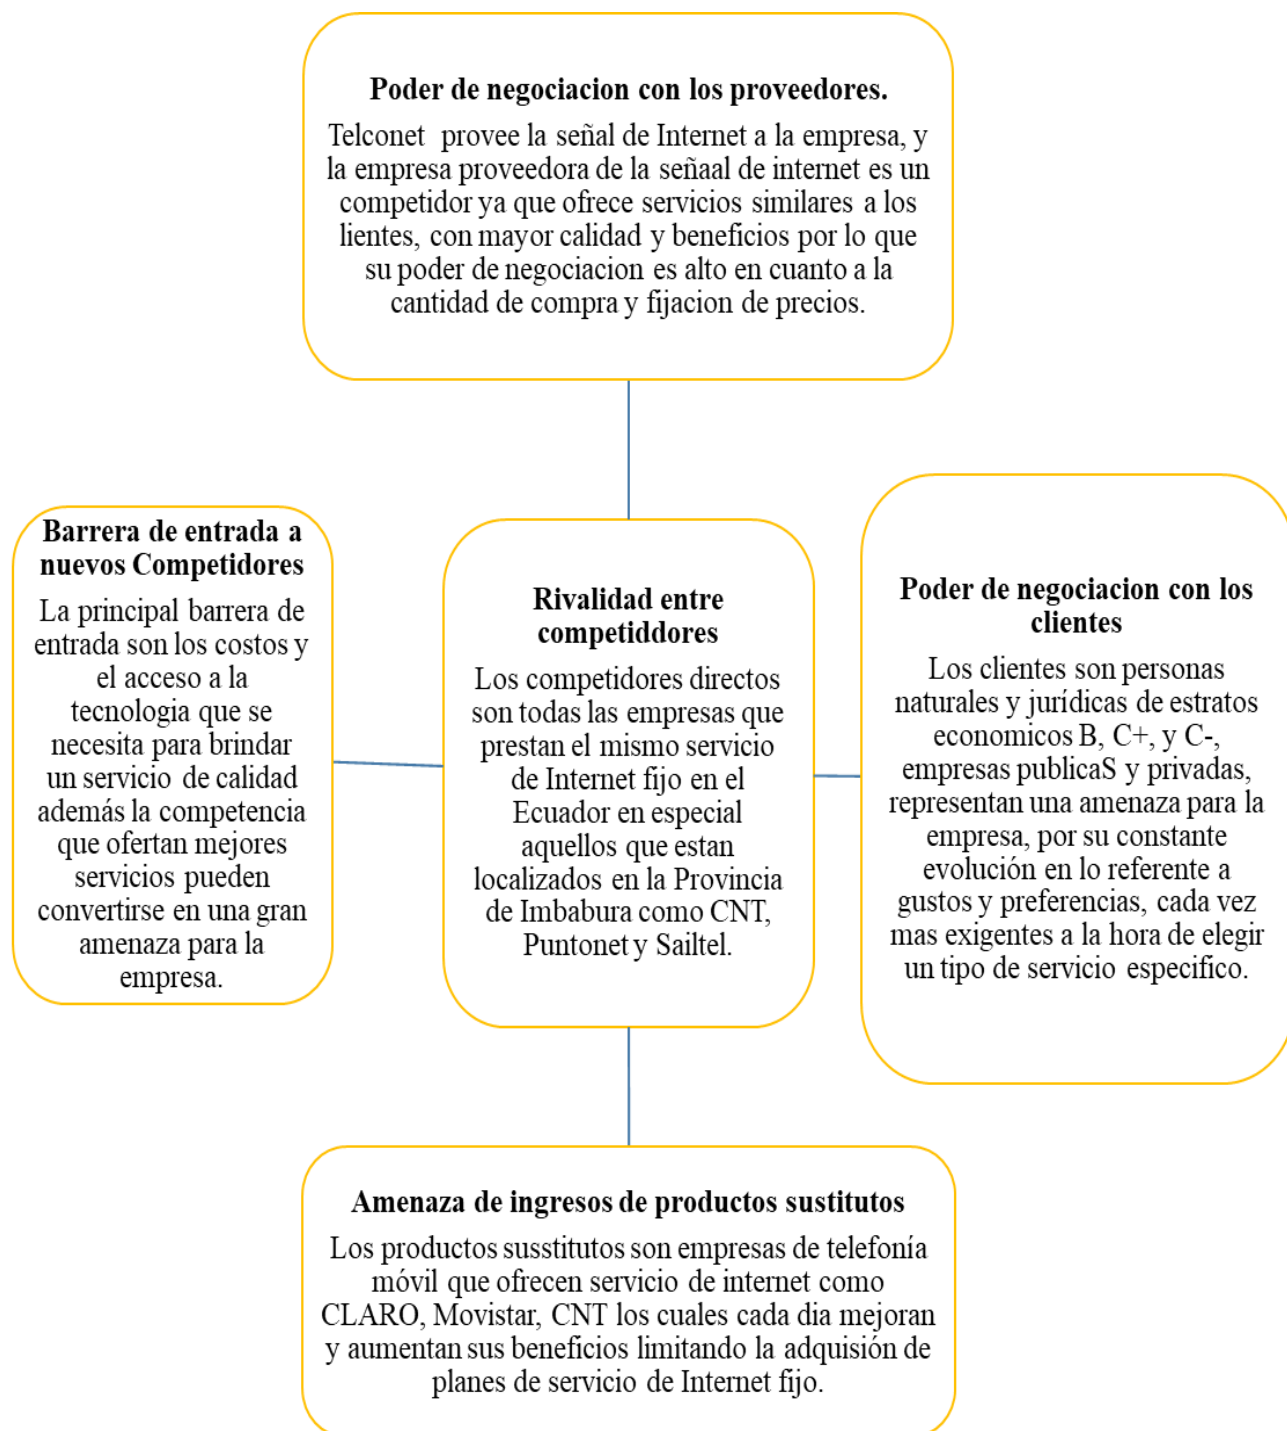 Poder de negociacion con los proveedores.
Telconet provee la señal de Internet a la empresa, y
la empresa proveedora de la señaal de internet es un
competidor ya que ofrece servicios similares a los
lientes, con mayor calidad y beneficios por lo que
su poder de negociacion es alto en cuanto a la
cantidad de compra y fijacion de precios.
Barrera de entrada a
nuevos Competidores
La principal barrera de
entrada son los costos y
el acceso a la
tecnologia que se
necesita para brindar
un servicio de calidad
además la competencia
que ofertan mejores
servicios pueden
convertirse en una gran
amenaza para la
empresa.
Rivalidad entre
competiddores
Los competidores directos
son todas las empresas que
prestan el mismo servicio
de Internet fijo en el
Ecuador en especial
aquellos que estan
localizados en la Provincia
de Imbabura como CNT,
Puntonet y Sailtel.
Poder de negociacion con los
clientes
Los clientes son personas
naturales y jurídicas de estratos
economicos B, C+, y C-,
empresas publicaS y privadas,
representan una amenaza para la
empresa, por su constante
evolución en lo referente a
gustos y preferencias, cada vez
mas exigentes a la hora de elegir
un tipo de servicio especifico.
Amenaza de ingresos de productos sustitutos
Los productos susstitutos son empresas de telefonía
móvil que ofrecen servicio de internet como
CLARO, Movistar, CNT los cuales cada dia mejoran
y aumentan sus beneficios limitando la adquisión de
planes de servicio de Internet fijo.